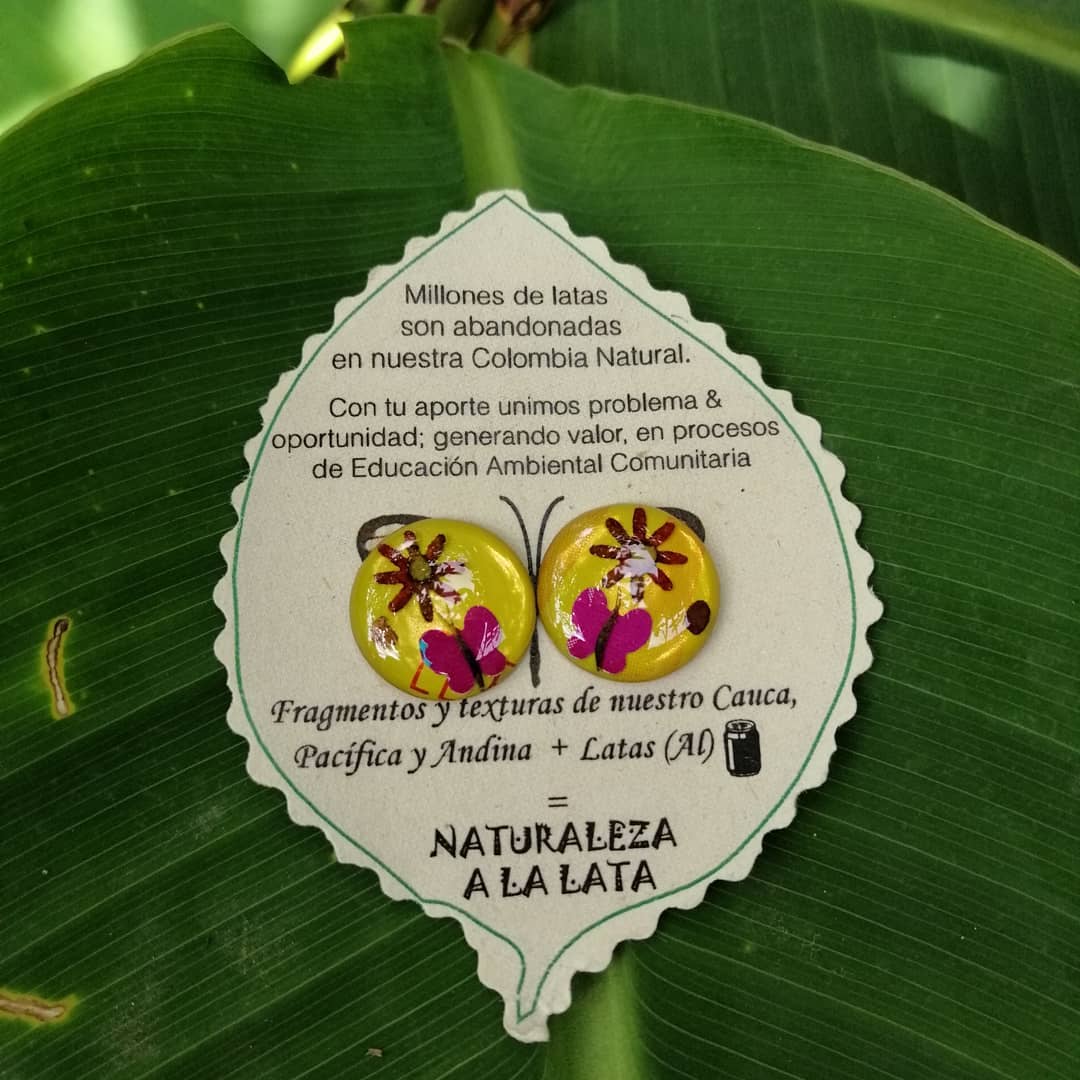 Millones de latas
son abandonadas
en nuestra Colombia Natural.
Con tu aporte unimos problema &
oportunidad; generando valor, en procesos
de Educación Ambiental Comunitaria
Fragmentos y texturas de nuestro Cauca,
Pacífica y Andina + Latas (Al)
=
NATURALEZA
A LA LATA